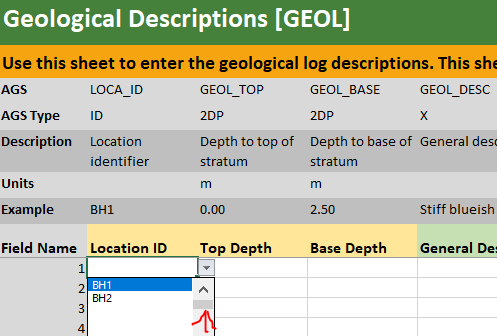 Geological Descriptions [GEOL]
Use this sheet to enter the geological log descriptions. This she
AGS LOCA_ID GEOL_TOP GEOL_BASE GEOL_DESC
AGS Type ID 2DP 2DP X
Description Location identifier Depth to top of stratum Depth to base of stratum General desc
Units m m
Example BH1 0.00 2.50 Stiff blueish
Field Name Location ID Top Depth Base Depth General Des
1
2 BH1
BH2
3
4